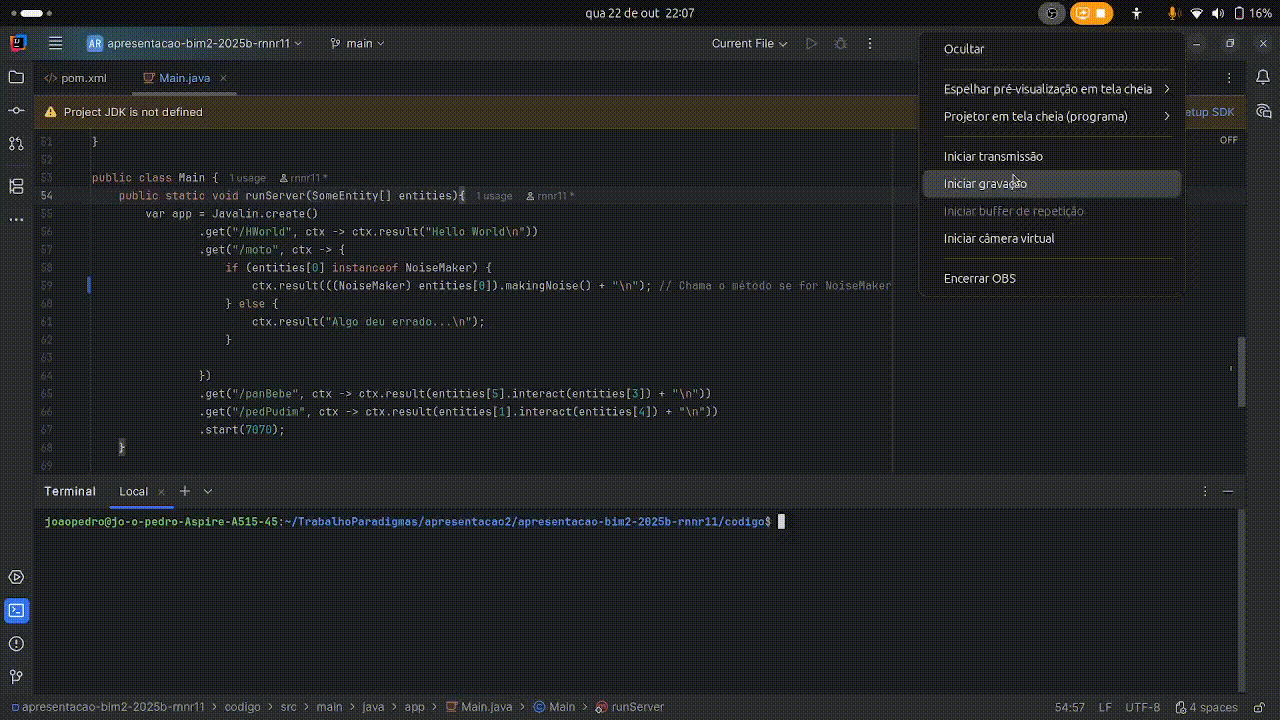 qua 22 de out 22:07
16%
AR apresentacao-bim2-2025b-rnnr11
main
Current File
pom.xml
Main.java
Project JDK is not defined
etup SDK
OFF
Ocultar
Espelhar pré-visualização em tela cheia
Projetor em tela cheia (programa)
Iniciar transmissão
Iniciar gravação
Iniciar buffer de repetição
Iniciar câmera virtual
Encerrar OBS
51 }
52
53 public class Main { 1 usage rnnr11 *
54 public static void runServer(SomeEntity[] entities){ 1 usage rnnr11 *
55 var app = Javalin.create()
56 .get("/HWorld", ctx -> ctx.result("Hello World\n"))
57 .get("/moto", ctx -> {
58 if (entities[0] instanceof NoiseMaker) {
59 ctx.result(((NoiseMaker) entities[0]).makingNoise() + "\n"); // Chama o método se for NoiseMaker
60 } else {
61 ctx.result("Algo deu errado...\n");
62 }
63
64 })
65 .get("/panBebe", ctx -> ctx.result(entities[5].interact(entities[3]) + "\n"))
66 .get("/pedPudim", ctx -> ctx.result(entities[1].interact(entities[4]) + "\n"))
67 .start(7070);
68 }
69
Terminal Local
joaopedro@jo-o-pedro-Aspire-A515-45:~/TrabalhoParadigmas/apresentacao2/apresentacao-bim2-2025b-rnnr11/codigo$
apresentacao-bim2-2025b-rnnr11 > codigo > src > main > java > app > Main.java > Main > runServer
54:57 LF UTF-8 4 spaces